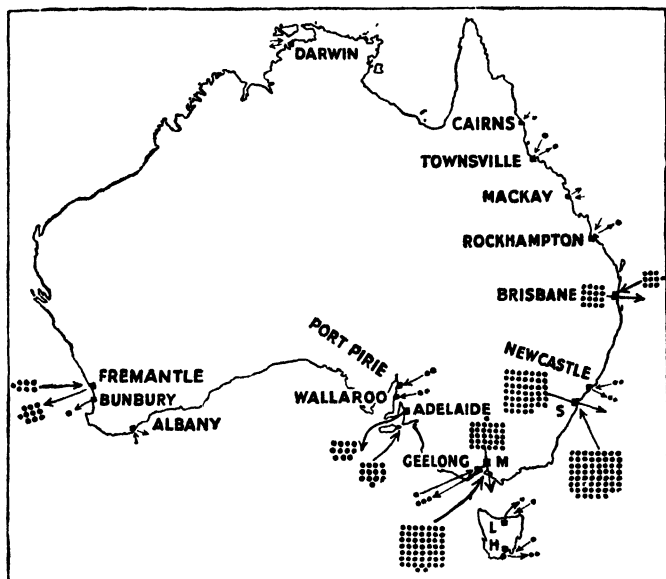 DARWIN
CAIRNS
TOWNSVILLE
MACKAY
ROCKHAMPTON
BRISBANE
PORT PIRIE
NEWCASTLE
FREMANTLE
WALLAROO
BUNBURY
ADELAIDE
S
ALBANY
GEELONG
M
L
H